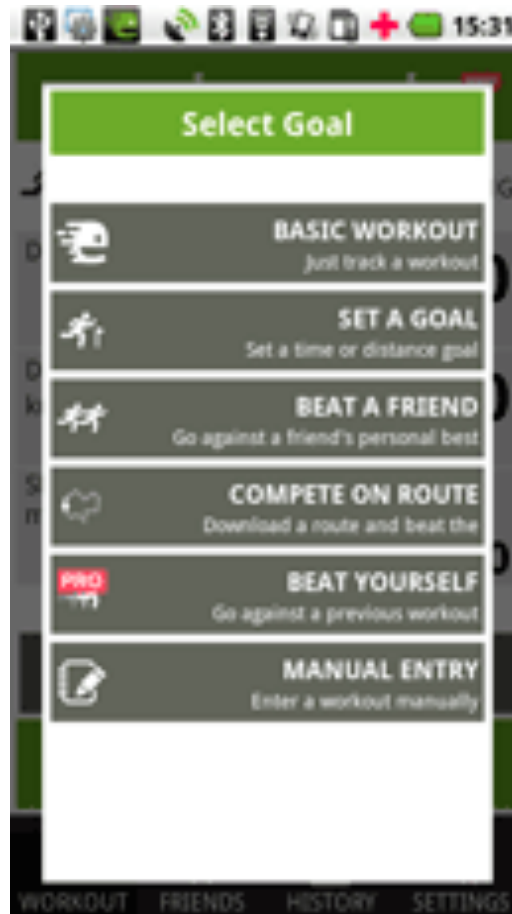 15:31
Select Goal
BASIC WORKOUT
Just track a workout
SET A GOAL
Set a time or distance goal
BEAT A FRIEND
Go against a friend's personal best
COMPETE ON ROUTE
Download a route and beat the
PRO
BEAT YOURSELF
Go against a previous workout
MANUAL ENTRY
Enter a workout manually
WORKOUT FRIENDS HISTORY SETTINGS